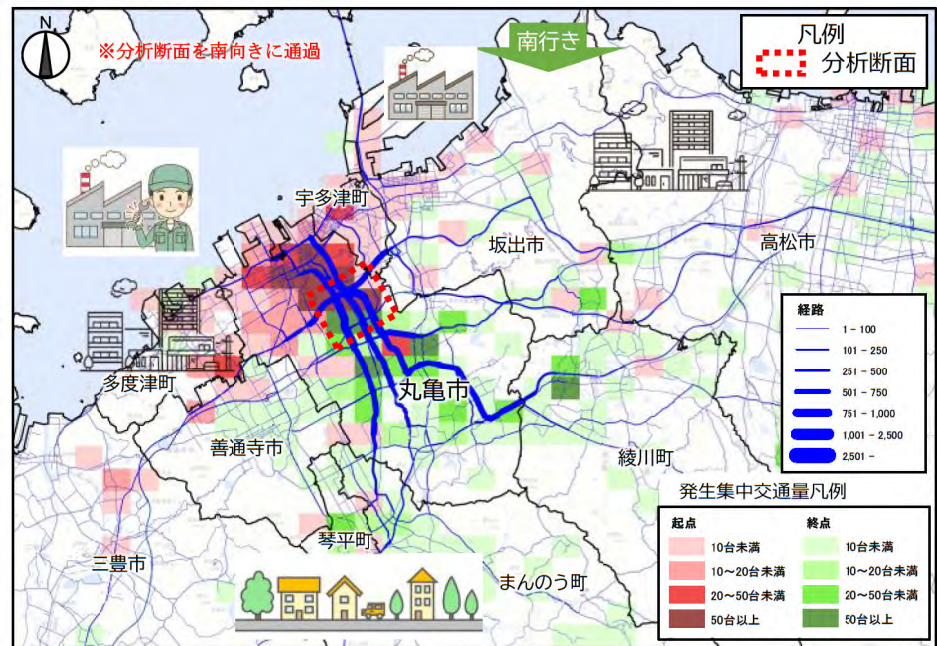 N
※分析断面を南向きに通過
南行き
凡例
分析断面
宇多津町
坂出市
高松市
多度津町
丸亀市
善通寺市
綾川町
琴平町
三豊市
まんのう町
経路
1 - 100
101 - 250
251 - 500
501 - 750
751 - 1,000
1,001 - 2,500
2,501 -
発生集中交通量凡例
起点
終点
10台未満
10台未満
10～20台未満
10～20台未満
20～50台未満
20～50台未満
50台以上
50台以上